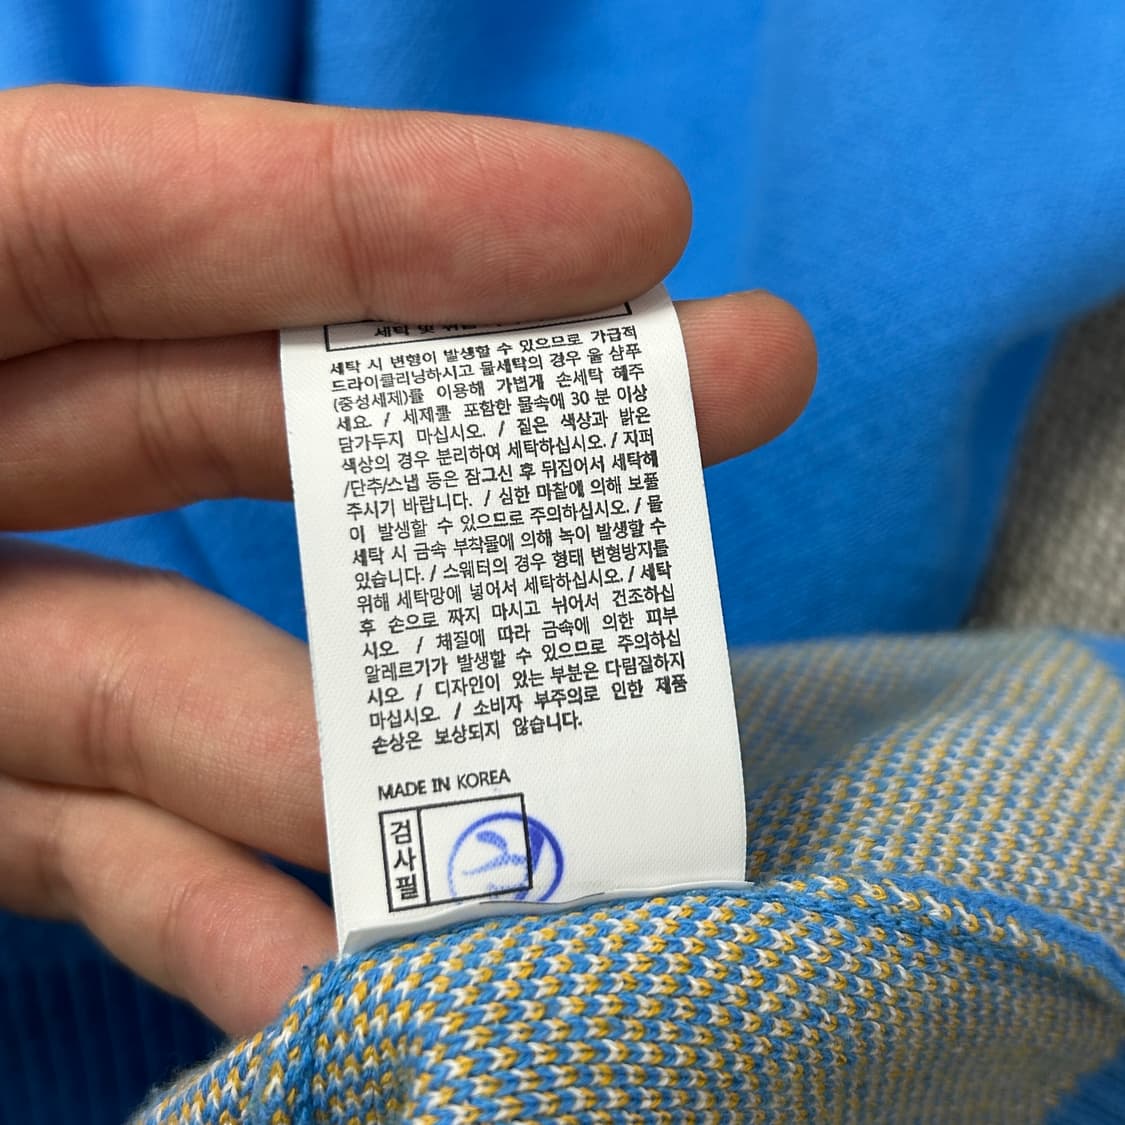 세탁 및 취급
세탁 시 변형이 발생할 수 있으므로 가급적
드라이클리닝하시고 물세탁의 경우 울 샴푸
(중성세제)를 이용해 가볍게 손세탁 해주
세요. / 세제를 포함한 물속에 30 분 이상
담가두지 마십시오. / 짙은 색상과 밝은
색상의 경우 분리하여 세탁하십시오. / 지퍼
/단추/스냅 등은 잠그신 후 뒤집어서 세탁해
주시기 바랍니다. / 심한 마찰에 의해 보풀
이 발생할 수 있으므로 주의하십시오. / 물
세탁 시 금속 부착물에 의해 녹이 발생할 수
있습니다. / 스웨터의 경우 형태 변형방지를
위해 세탁망에 넣어서 세탁하십시오. / 세탁
후 손으로 짜지 마시고 뉘어서 건조하십
시오. / 체질에 따라 금속에 의한 피부
알레르기가 발생할 수 있으므로 주의하십
시오. / 디자인이 있는 부분은 다림질하지
마십시오. / 소비자 부주의로 인한 제품
손상은 보상되지 않습니다.
MADE IN KOREA
검사필